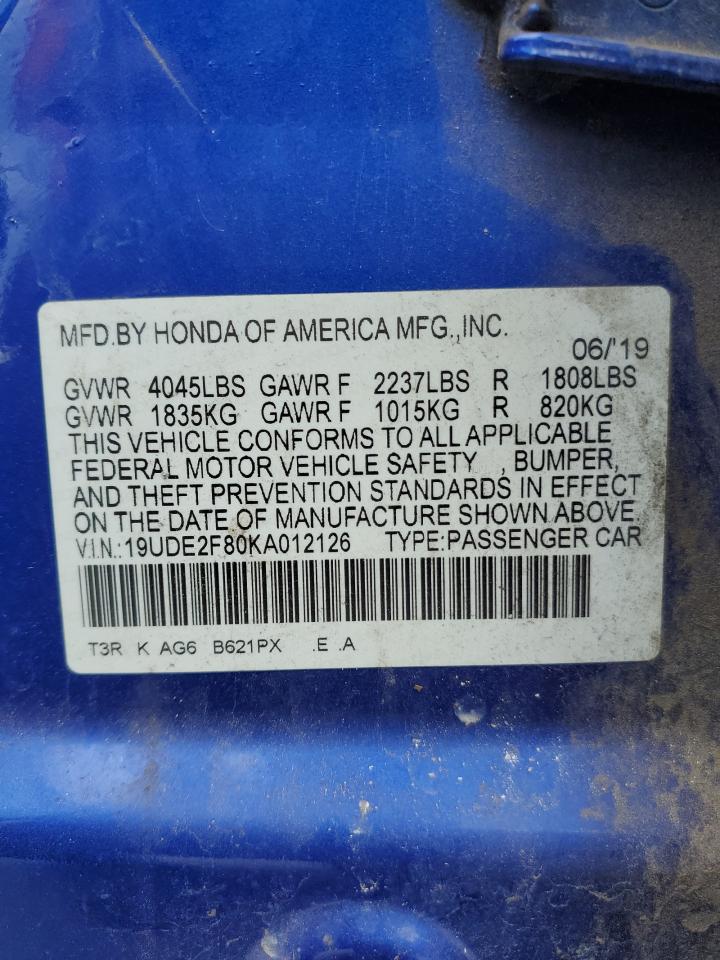 MFD.BY HONDA OF AMERICA MFG.,INC.
06/'19
GVWR 4045LBS GAWR F 2237LBS R 1808LBS
GVWR 1835KG GAWR F 1015KG R 820KG
THIS VEHICLE CONFORMS TO ALL APPLICABLE
FEDERAL MOTOR VEHICLE SAFETY , BUMPER,
AND THEFT PREVENTION STANDARDS IN EFFECT
ON THE DATE OF MANUFACTURE SHOWN ABOVE
V.I.N.:19UDE2F80KA012126 TYPE:PASSENGER CAR
T3R K AG6 B621PX .E .A